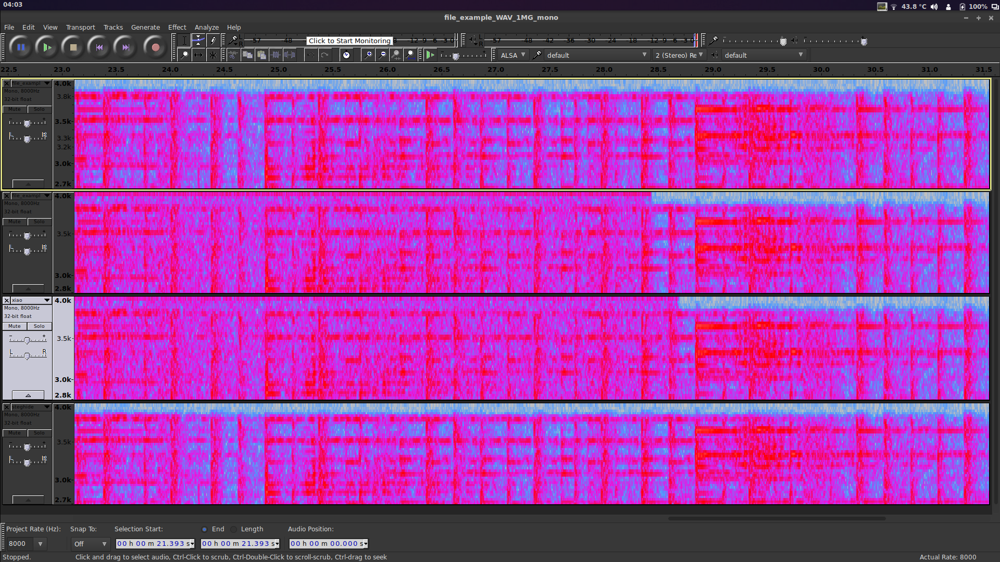 04:03
43.8 °C 100%
file_example_WAV_1MG_mono
File Edit View Transport Tracks Generate Effect Analyze Help
L R -57 -48 Click to Start Monitoring 8 -12 -9 -6 -3 0 L R -57 -48 -42 -36 -30 -24 -18 -12 -9 -6 -3 0
ALSA default 2 (Stereo) Re default
22.5 23.0 23.5 24.0 24.5 25.0 25.5 26.0 26.5 27.0 27.5 28.0 28.5 29.0 29.5 30.0 30.5 31.0 31.5
file_exampl 4.0k
Mono, 8000Hz
3.8k
32-bit float
Mute Solo
- +
3.5k
L R
3.3k
3.2k
3.0k
2.7k
file_exampl 4.0k
Mono, 8000Hz
32-bit float
Mute Solo
- +
3.5k
L R
3.0k
2.8k
xiao 4.0k
Mono, 8000Hz
32-bit float
Mute Solo
- +
3.5k
L R
3.0k
2.8k
steghide 4.0k
Mono, 8000Hz
32-bit float
Mute Solo
- +
3.5k
L R
3.0k
2.7k
Project Rate (Hz): Snap To: Selection Start: End Length Audio Position:
8000 Off 00 h 00 m 21.393 s 00 h 00 m 21.393 s 00 h 00 m 00.000 s
Stopped. Click and drag to select audio, Ctrl-Click to scrub, Ctrl-Double-Click to scroll-scrub, Ctrl-drag to seek Actual Rate: 8000